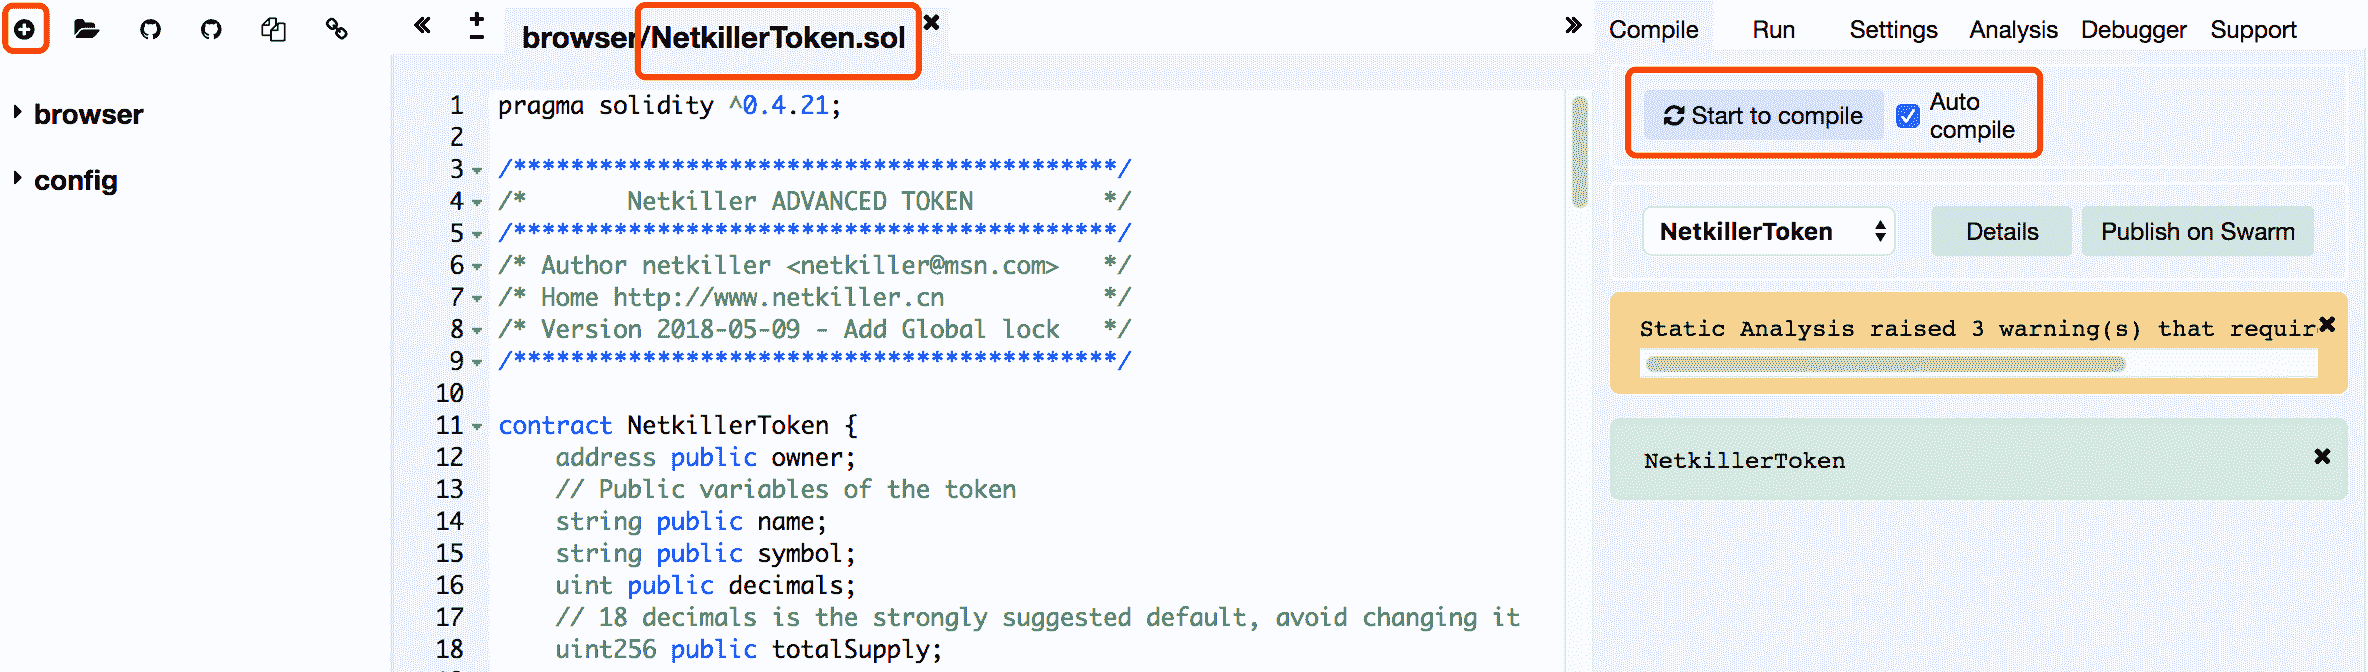 browser
config
browser/NetkillerToken.sol
1 pragma solidity ^0.4.21;
2
3 /******************************************/
4 /*       Netkiller ADVANCED TOKEN         */
5 /******************************************/
6 /* Author netkiller <netkiller@msn.com>   */
7 /* Home http://www.netkiller.cn           */
8 /* Version 2018-05-09 - Add Global lock   */
9 /******************************************/
10
11 contract NetkillerToken {
12     address public owner;
13     // Public variables of the token
14     string public name;
15     string public symbol;
16     uint public decimals;
17     // 18 decimals is the strongly suggested default, avoid changing it
18     uint256 public totalSupply;
Compile Run Settings Analysis Debugger Support
Start to compile
Auto
compile
NetkillerToken Details Publish on Swarm
Static Analysis raised 3 warning(s) that requir
NetkillerToken